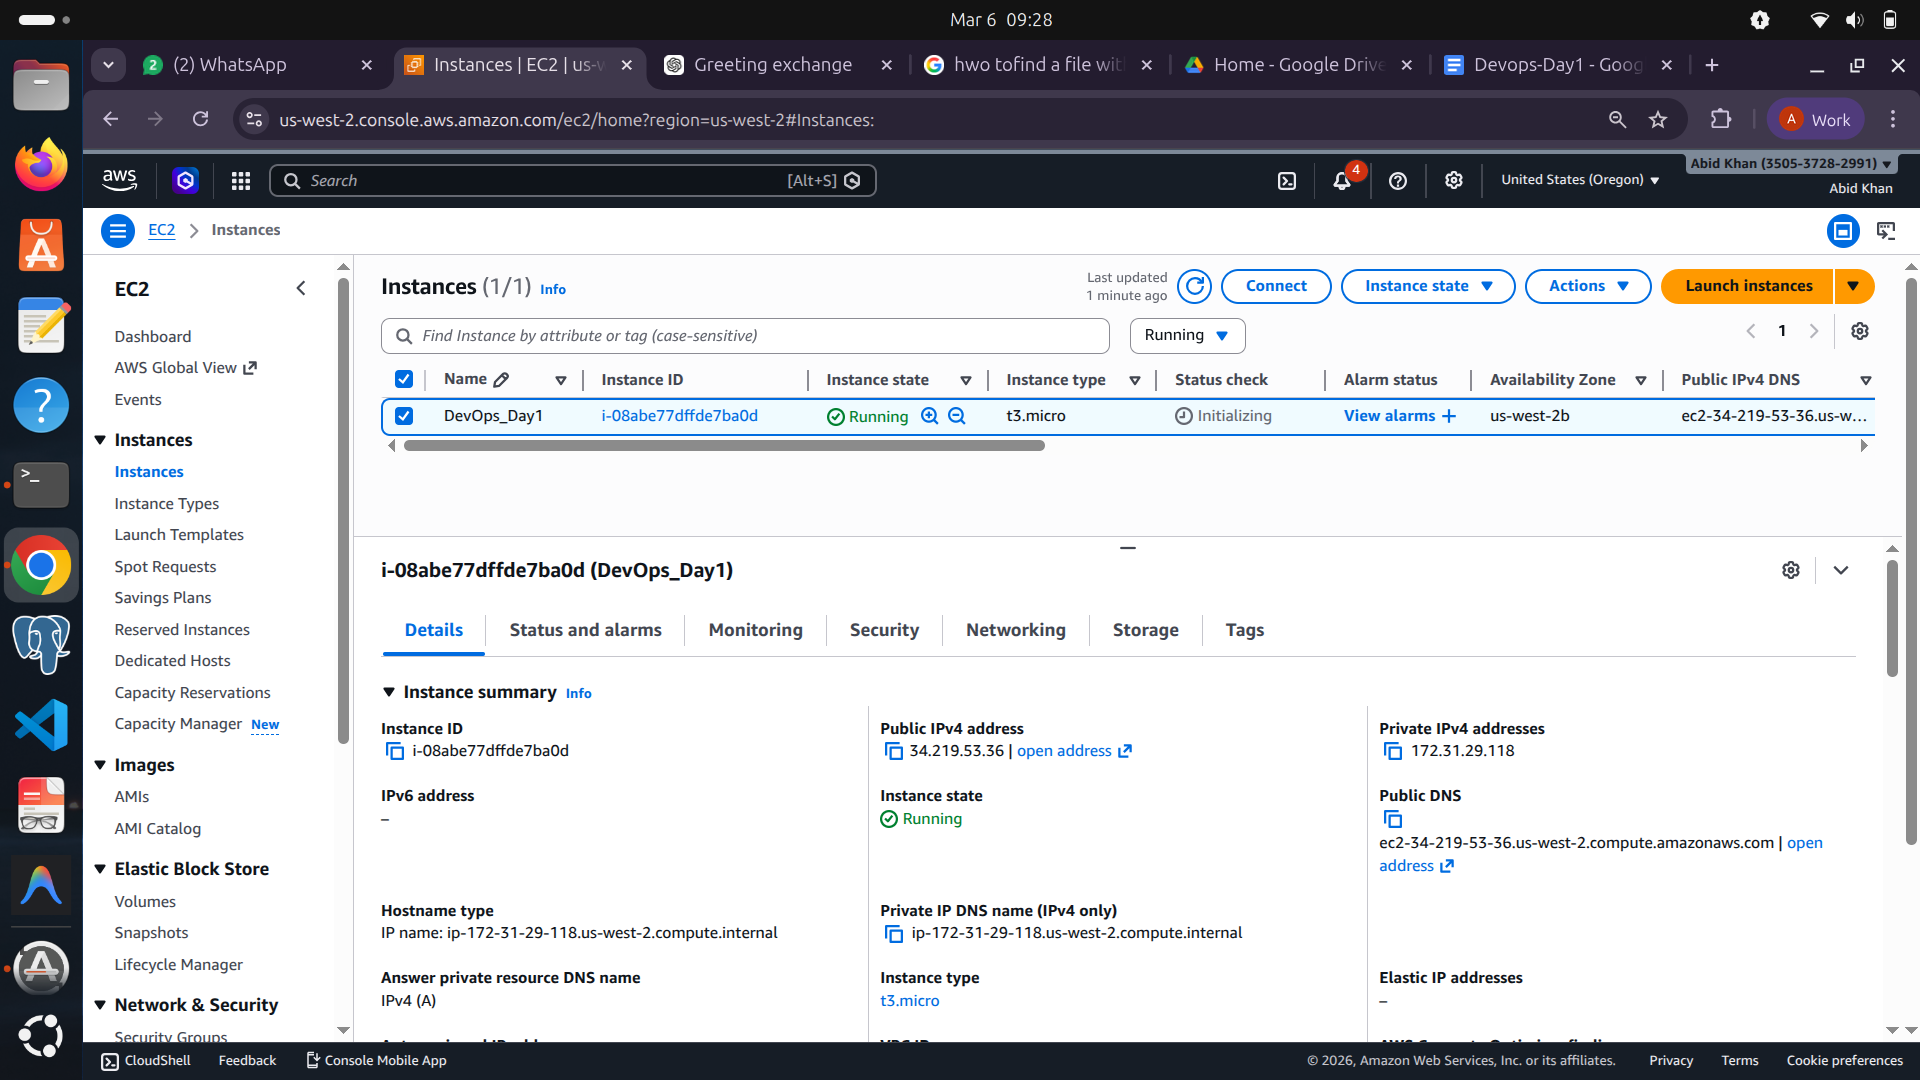 Mar 6 09:28
2 (2) WhatsApp
Instances | EC2 | us-w
Greeting exchange
hwo tofind a file wit
Home - Google Drive
Devops-Day1 - Goog
us-west-2.console.aws.amazon.com/ec2/home?region=us-west-2#Instances:
A Work
aws
Search
[Alt+S]
4
United States (Oregon)
Abid Khan (3505-3728-2991)
Abid Khan
EC2
Instances
EC2
Dashboard
AWS Global View
Events
Instances
Instances
Instance Types
Launch Templates
Spot Requests
Savings Plans
Reserved Instances
Dedicated Hosts
Capacity Reservations
Capacity Manager New
Images
AMIs
AMI Catalog
Elastic Block Store
Volumes
Snapshots
Lifecycle Manager
Network & Security
Security Groups
Instances (1/1) Info
Last updated
1 minute ago
Connect
Instance state
Actions
Launch instances
Find Instance by attribute or tag (case-sensitive)
Running
1
Name
Instance ID
Instance state
Instance type
Status check
Alarm status
Availability Zone
Public IPv4 DNS
DevOps_Day1
i-08abe77dffde7ba0d
Running
t3.micro
Initializing
View alarms +
us-west-2b
ec2-34-219-53-36.us-w...
i-08abe77dffde7ba0d (DevOps_Day1)
Details
Status and alarms
Monitoring
Security
Networking
Storage
Tags
Instance summary Info
Instance ID
i-08abe77dffde7ba0d
Public IPv4 address
34.219.53.36 | open address
Private IPv4 addresses
172.31.29.118
IPv6 address
–
Instance state
Running
Public DNS
ec2-34-219-53-36.us-west-2.compute.amazonaws.com | open
address
Hostname type
IP name: ip-172-31-29-118.us-west-2.compute.internal
Private IP DNS name (IPv4 only)
ip-172-31-29-118.us-west-2.compute.internal
Answer private resource DNS name
IPv4 (A)
Instance type
t3.micro
Elastic IP addresses
–
CloudShell
Feedback
Console Mobile App
© 2026, Amazon Web Services, Inc. or its affiliates.
Privacy
Terms
Cookie preferences